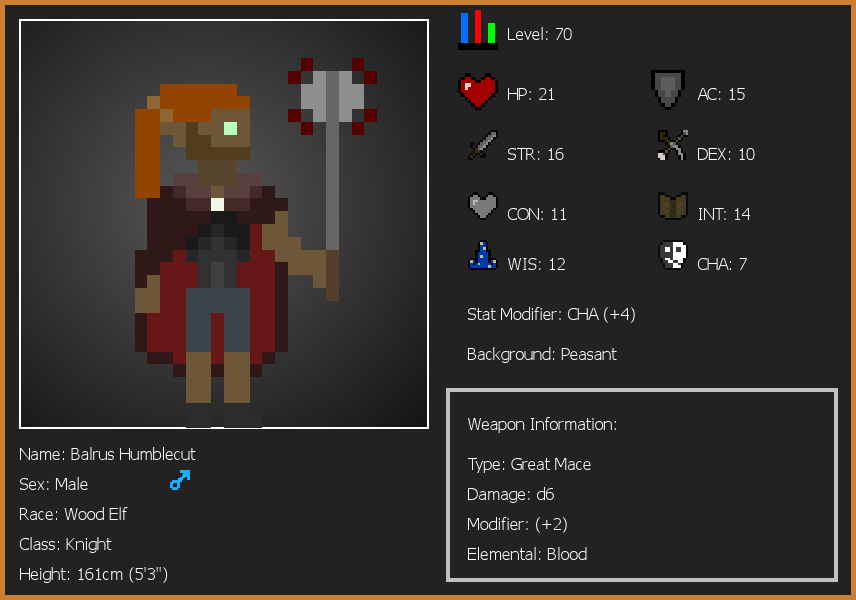 Level: 70
HP: 21
AC: 15
STR: 16
DEX: 10
CON: 11
INT: 14
WIS: 12
CHA: 7
Stat Modifier: CHA (+4)
Background: Peasant
Weapon Information:
Type: Great Mace
Damage: d6
Modifier: (+2)
Elemental: Blood
Name: Balrus Humblecut
Sex: Male
Race: Wood Elf
Class: Knight
Height: 161cm (5'3")